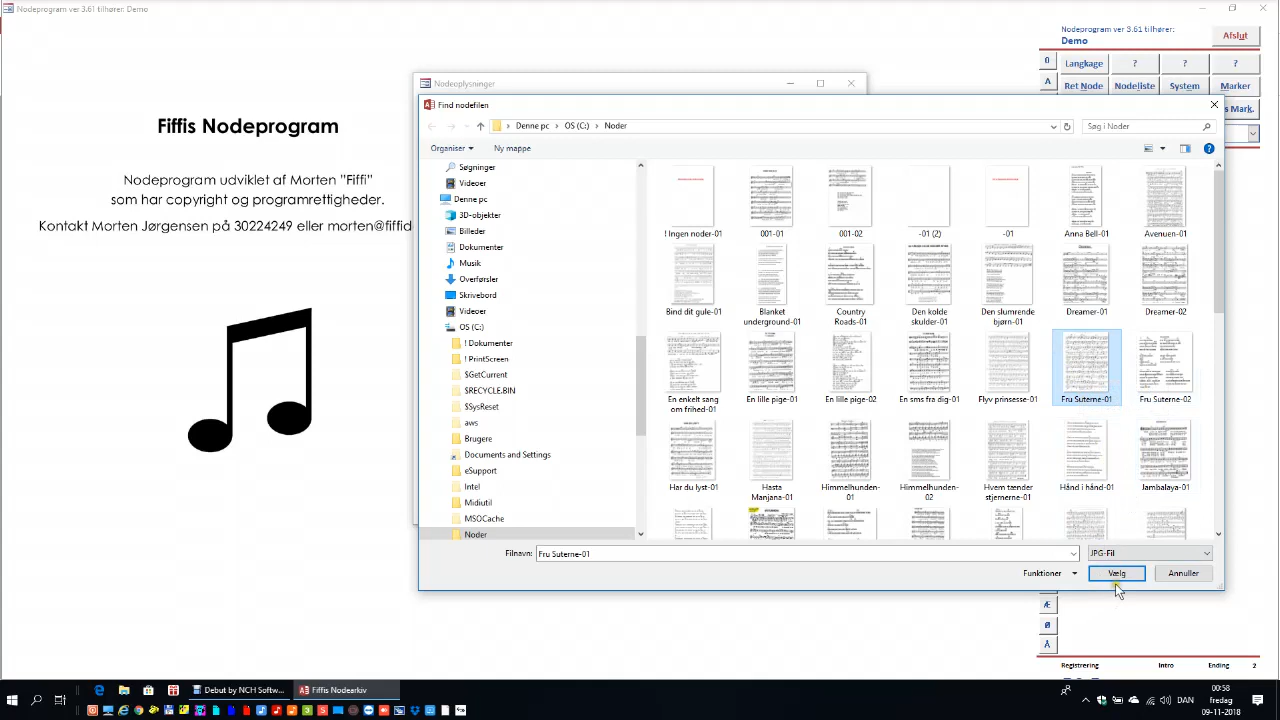 Nodeprogram ver 3.61 tilhører: Demo
Fiffis Nodeprogram
Nodeprogram udviklet af Morten "Fiffi"
som har copyright og programrettigheder.
Kontakt Morten Jørgensen på 30224249 eller morten@fiffid
Nodeoplysninger
Find nodefilen
Denne pc
OS (C:)
Noder
Søg i Noder
Organiser
Ny mappe
Søgninger
Videoer
Denne pc
3D-objekter
Billeder
Dokumenter
Musik
Overførsler
Skrivebord
Videoer
OS (C:)
! Dokumenter
! PrintScreen
$GetCurrent
$RECYCLE.BIN
$SysReset
aws
Brugere
Documents and Settings
eSupport
Intel
Midiutil
MSOCache
Noder
! Ingen noder-01
001-01
001-02
-01 (2)
-01
Anna Bell-01
Avenuen-01
Bind dit gule-01
Blanket
underground-01
Country
Roads-01
Den kolde
skulder-01
Den slumrende
bjørn-01
Dreamer-01
Dreamer-02
En enkelt sang
om frihed-01
En lille pige-01
En lille pige-02
En sms fra dig-01
Flyv prinsesse-01
Fru Suterne-01
Fru Suterne-02
Har du lyst-01
Hasta
Manjana-01
Himmelhunden-
01
Himmelhunden-
02
Hvem tænder
stjernerne-01
Hånd i hånd-01
Jambalaya-01
Filnavn:
Fru Suterne-01
JPG-Fil
Funktioner
Vælg
Annuller
Nodeprogram ver 3.61 tilhører:
Demo
Afslut
0
Langkage
?
?
?
A
Ret Node
Nodeliste
System
Marker
s Mark.
Æ
Ø
Å
Registrering
Intro
Ending
2
Debut by NCH Softw...
Fiffis Nodearkiv
DAN
00:58
fredag
09-11-2018